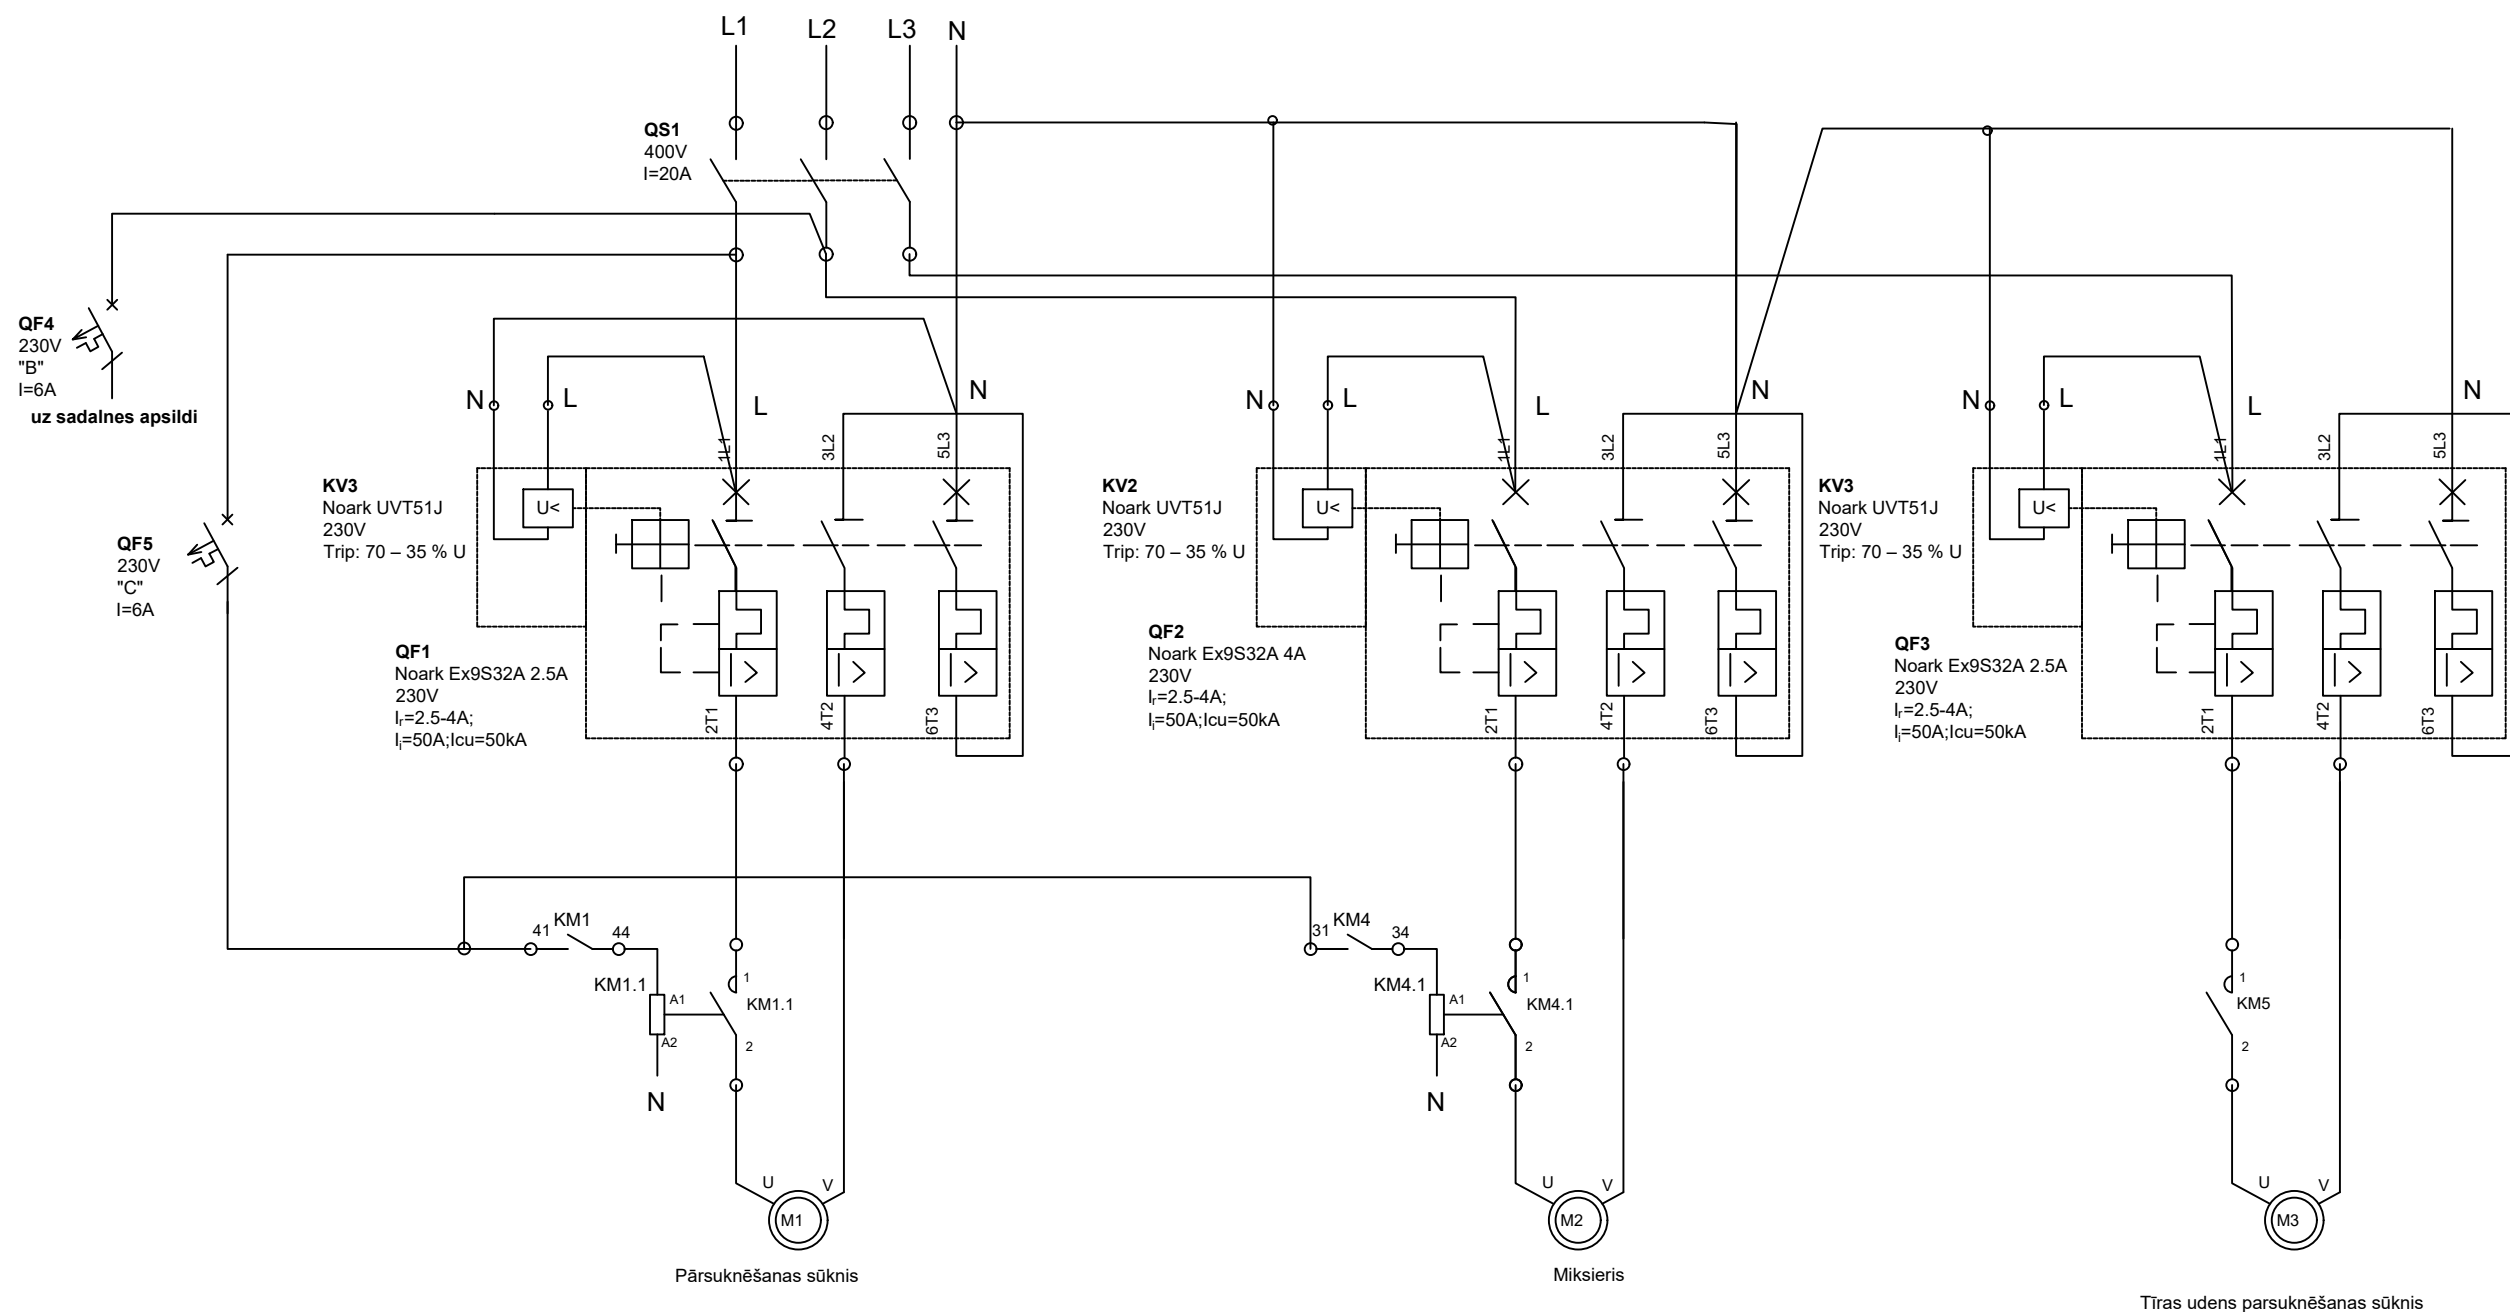 L1
L2
L3
N
QS1
400V
I=20A
QF4
230V
"B"
I=6A
uz sadalnes apsildi
QF5
230V
"C"
I=6A
N
L
L
N
1L1
3L2
5L3
KV3
Noark UVT51J
230V
Trip: 70 – 35 % U
U<
QF1
Noark Ex9S32A 2.5A
230V
Iᵣ=2.5-4A;
Iᵢ=50A;Icu=50kA
2T1
4T2
6T3
N
L
L
N
1L1
3L2
5L3
KV2
Noark UVT51J
230V
Trip: 70 – 35 % U
U<
QF2
Noark Ex9S32A 4A
230V
Iᵣ=2.5-4A;
Iᵢ=50A;Icu=50kA
2T1
4T2
6T3
N
L
L
N
1L1
3L2
5L3
KV3
Noark UVT51J
230V
Trip: 70 – 35 % U
U<
QF3
Noark Ex9S32A 2.5A
230V
Iᵣ=2.5-4A;
Iᵢ=50A;Icu=50kA
2T1
4T2
6T3
41
KM1
44
KM1.1
A1
A2
N
1
KM1.1
2
31
KM4
34
KM4.1
A1
A2
N
1
KM4.1
2
1
KM5
2
U
V
M1
Pārsuknēšanas sūknis
U
V
M2
Miksieris
U
V
M3
Tīras udens parsuknēšanas sūknis